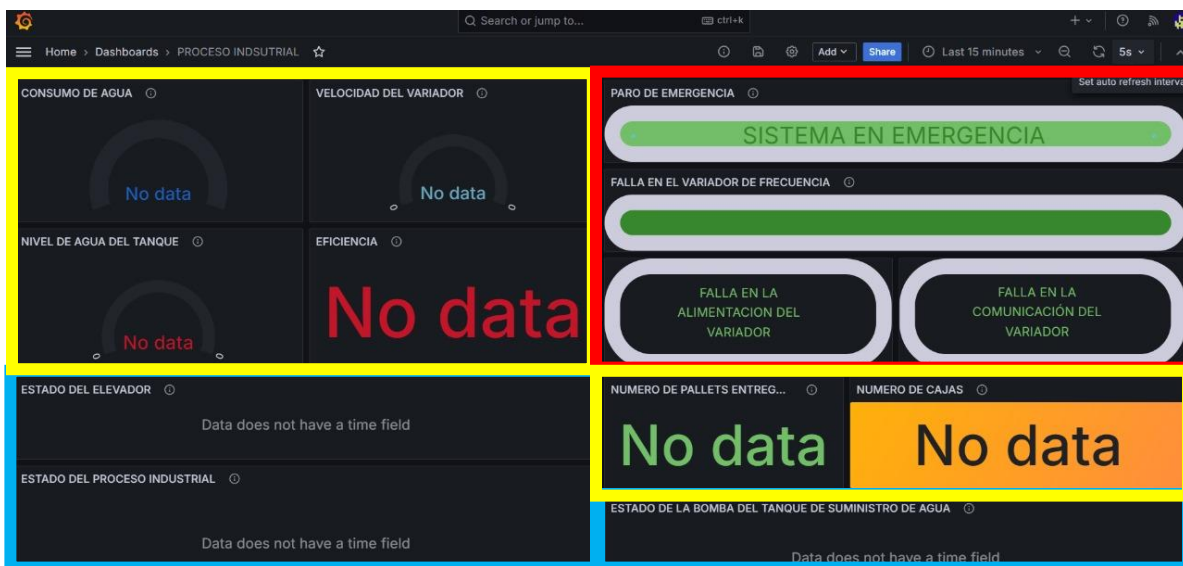 Search or jump to...
ctrl+k
Home › Dashboards › PROCESO INDSUTRIAL
Add
Share
Last 15 minutes
5s
Set auto refresh interva
CONSUMO DE AGUA
No data
VELOCIDAD DEL VARIADOR
No data
NIVEL DE AGUA DEL TANQUE
No data
EFICIENCIA
No data
PARO DE EMERGENCIA
SISTEMA EN EMERGENCIA
FALLA EN EL VARIADOR DE FRECUENCIA
FALLA EN LA
ALIMENTACION DEL
VARIADOR
FALLA EN LA
COMUNICACIÓN DEL
VARIADOR
ESTADO DEL ELEVADOR
Data does not have a time field
ESTADO DEL PROCESO INDUSTRIAL
Data does not have a time field
NUMERO DE PALLETS ENTREG...
No data
NUMERO DE CAJAS
No data
ESTADO DE LA BOMBA DEL TANQUE DE SUMINISTRO DE AGUA
Data does not have a time field